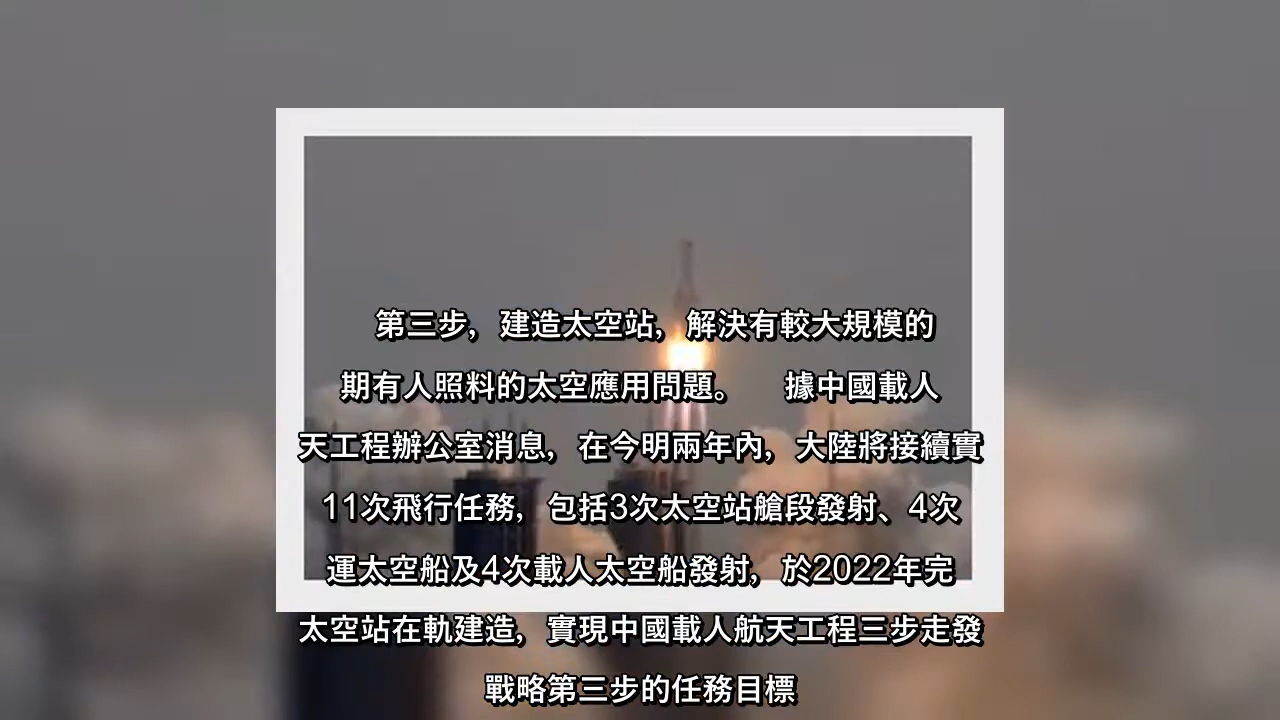 第三步，建造太空站，解決有較大規模的
期有人照料的太空應用問題。 據中國載人
天工程辦公室消息，在今明兩年內，大陸將接續實
11次飛行任務，包括3次太空站艙段發射、4次
運太空船及4次載人太空船發射，於2022年完
太空站在軌建造，實現中國載人航天工程三步走發
戰略第三步的任務目標